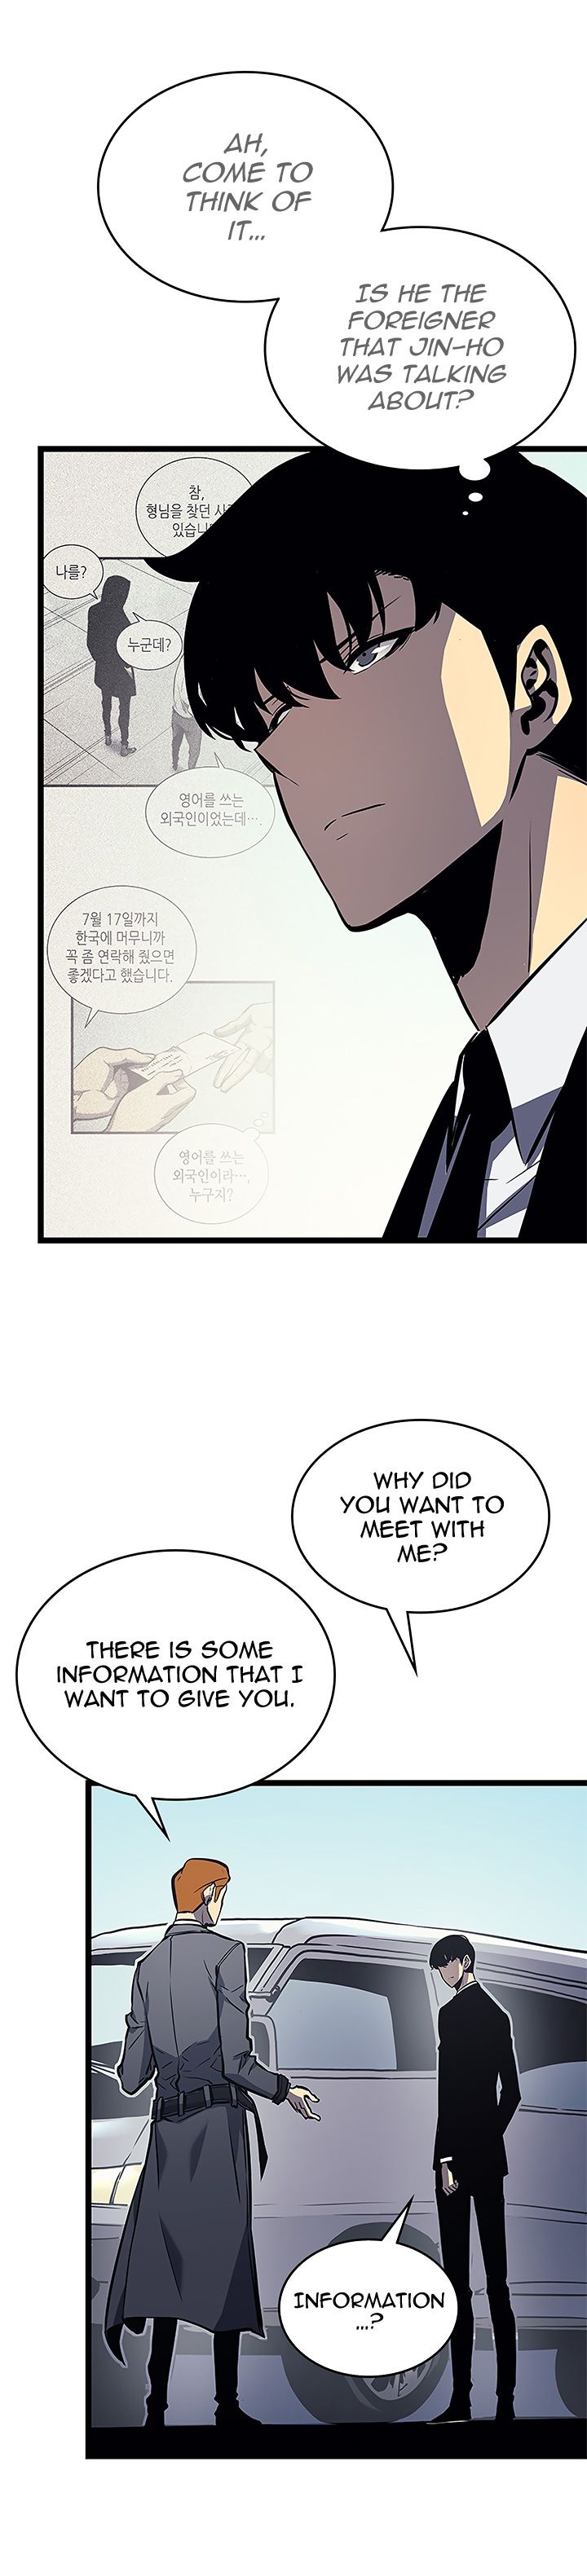 AH,
COME TO
THINK OF
IT...
IS HE THE
FOREIGNER
THAT JIN-HO
WAS TALKING
ABOUT?
참,
형님을 찾던
나를?
누군데?
영어를 쓰는
외국인이었는데….
7월 17일까지
한국에 머무니까
꼭 좀 연락해 줬으면
좋겠다고 했습니다.
영어를 쓰는
외국인이라…,
누구지?
WHY DID
YOU WANT TO
MEET WITH
ME?
THERE IS SOME
INFORMATION THAT I
WANT TO GIVE YOU.
INFORMATION
...?